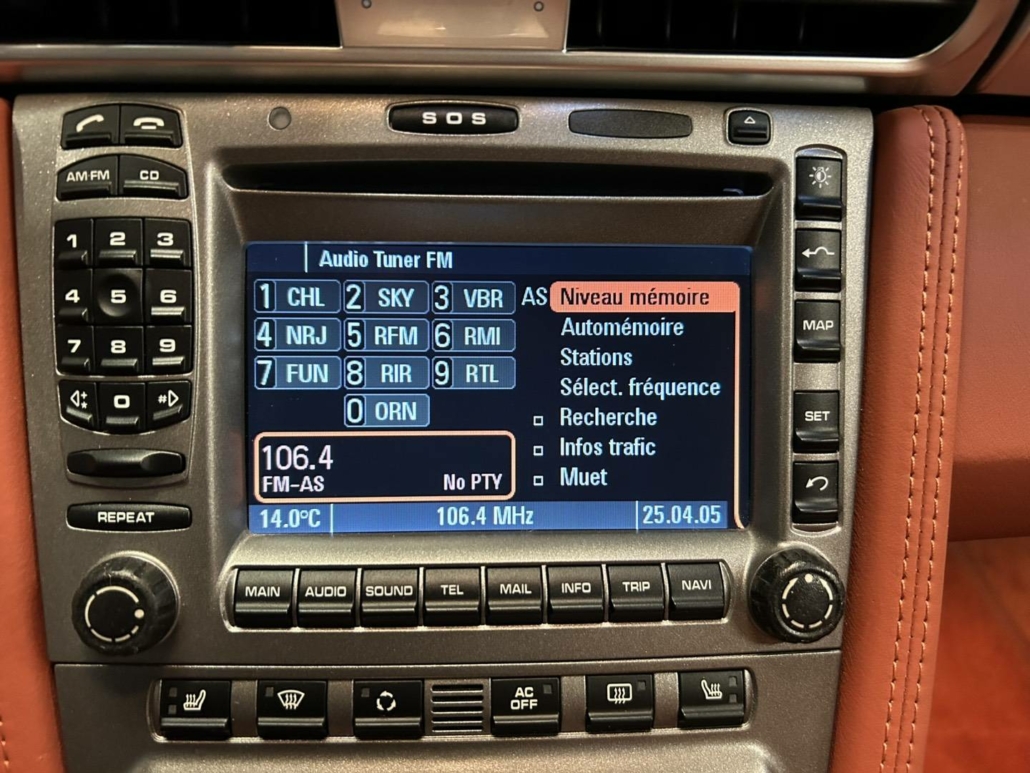 SOS
AM·FM CD
1 2 3
4 5 6
7 8 9
0 #
REPEAT
MAP
SET
Audio Tuner FM
1 CHL 2 SKY 3 VBR AS Niveau mémoire
4 NRJ 5 RFM 6 RMI Automémoire
7 FUN 8 RIR 9 RTL Stations
0 ORN Sélect. fréquence
Recherche
Infos trafic
Muet
106.4
FM-AS No PTY
14.0°C 106.4 MHz 25.04.05
MAIN AUDIO SOUND TEL MAIL INFO TRIP NAVI
AC
OFF